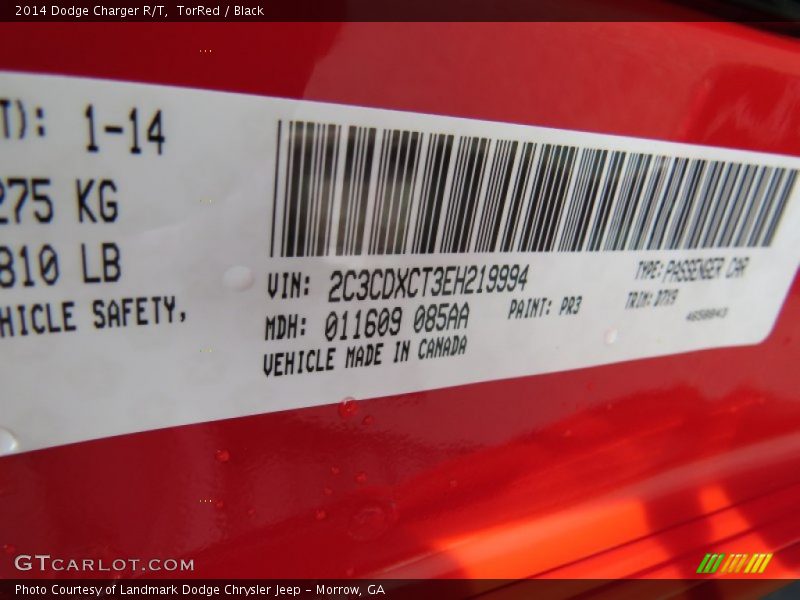 2014 Dodge Charger R/T, TorRed / Black
T): 1-14
275 KG
810 LB
HICLE SAFETY,
VIN: 2C3CDXCT3EH219994
TYPE: PASSENGER CAR
MDH: 011609 085AA
PAINT: PR3
TRIM: D7X9
VEHICLE MADE IN CANADA
GTCARLOT.COM
Photo Courtesy of Landmark Dodge Chrysler Jeep - Morrow, GA